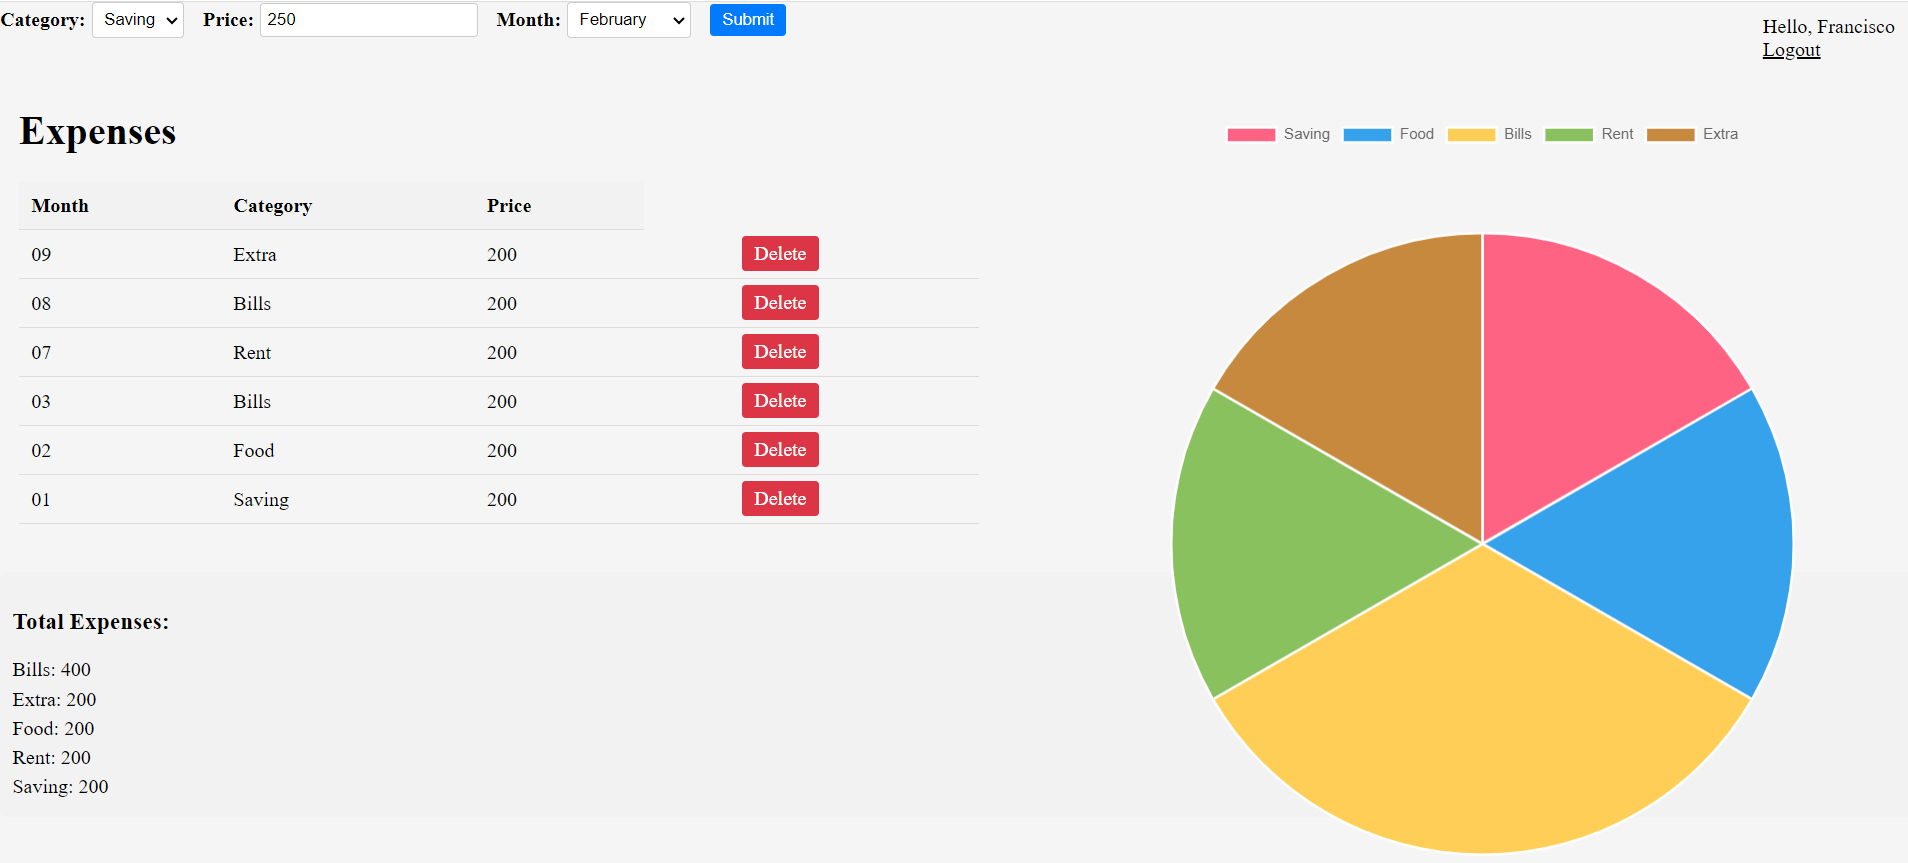 Category: Saving Price: 250 Month: February Submit
Hello, Francisco
Logout
Expenses
Saving Food Bills Rent Extra
Month Category Price
09 Extra 200 Delete
08 Bills 200 Delete
07 Rent 200 Delete
03 Bills 200 Delete
02 Food 200 Delete
01 Saving 200 Delete
Total Expenses:
Bills: 400
Extra: 200
Food: 200
Rent: 200
Saving: 200